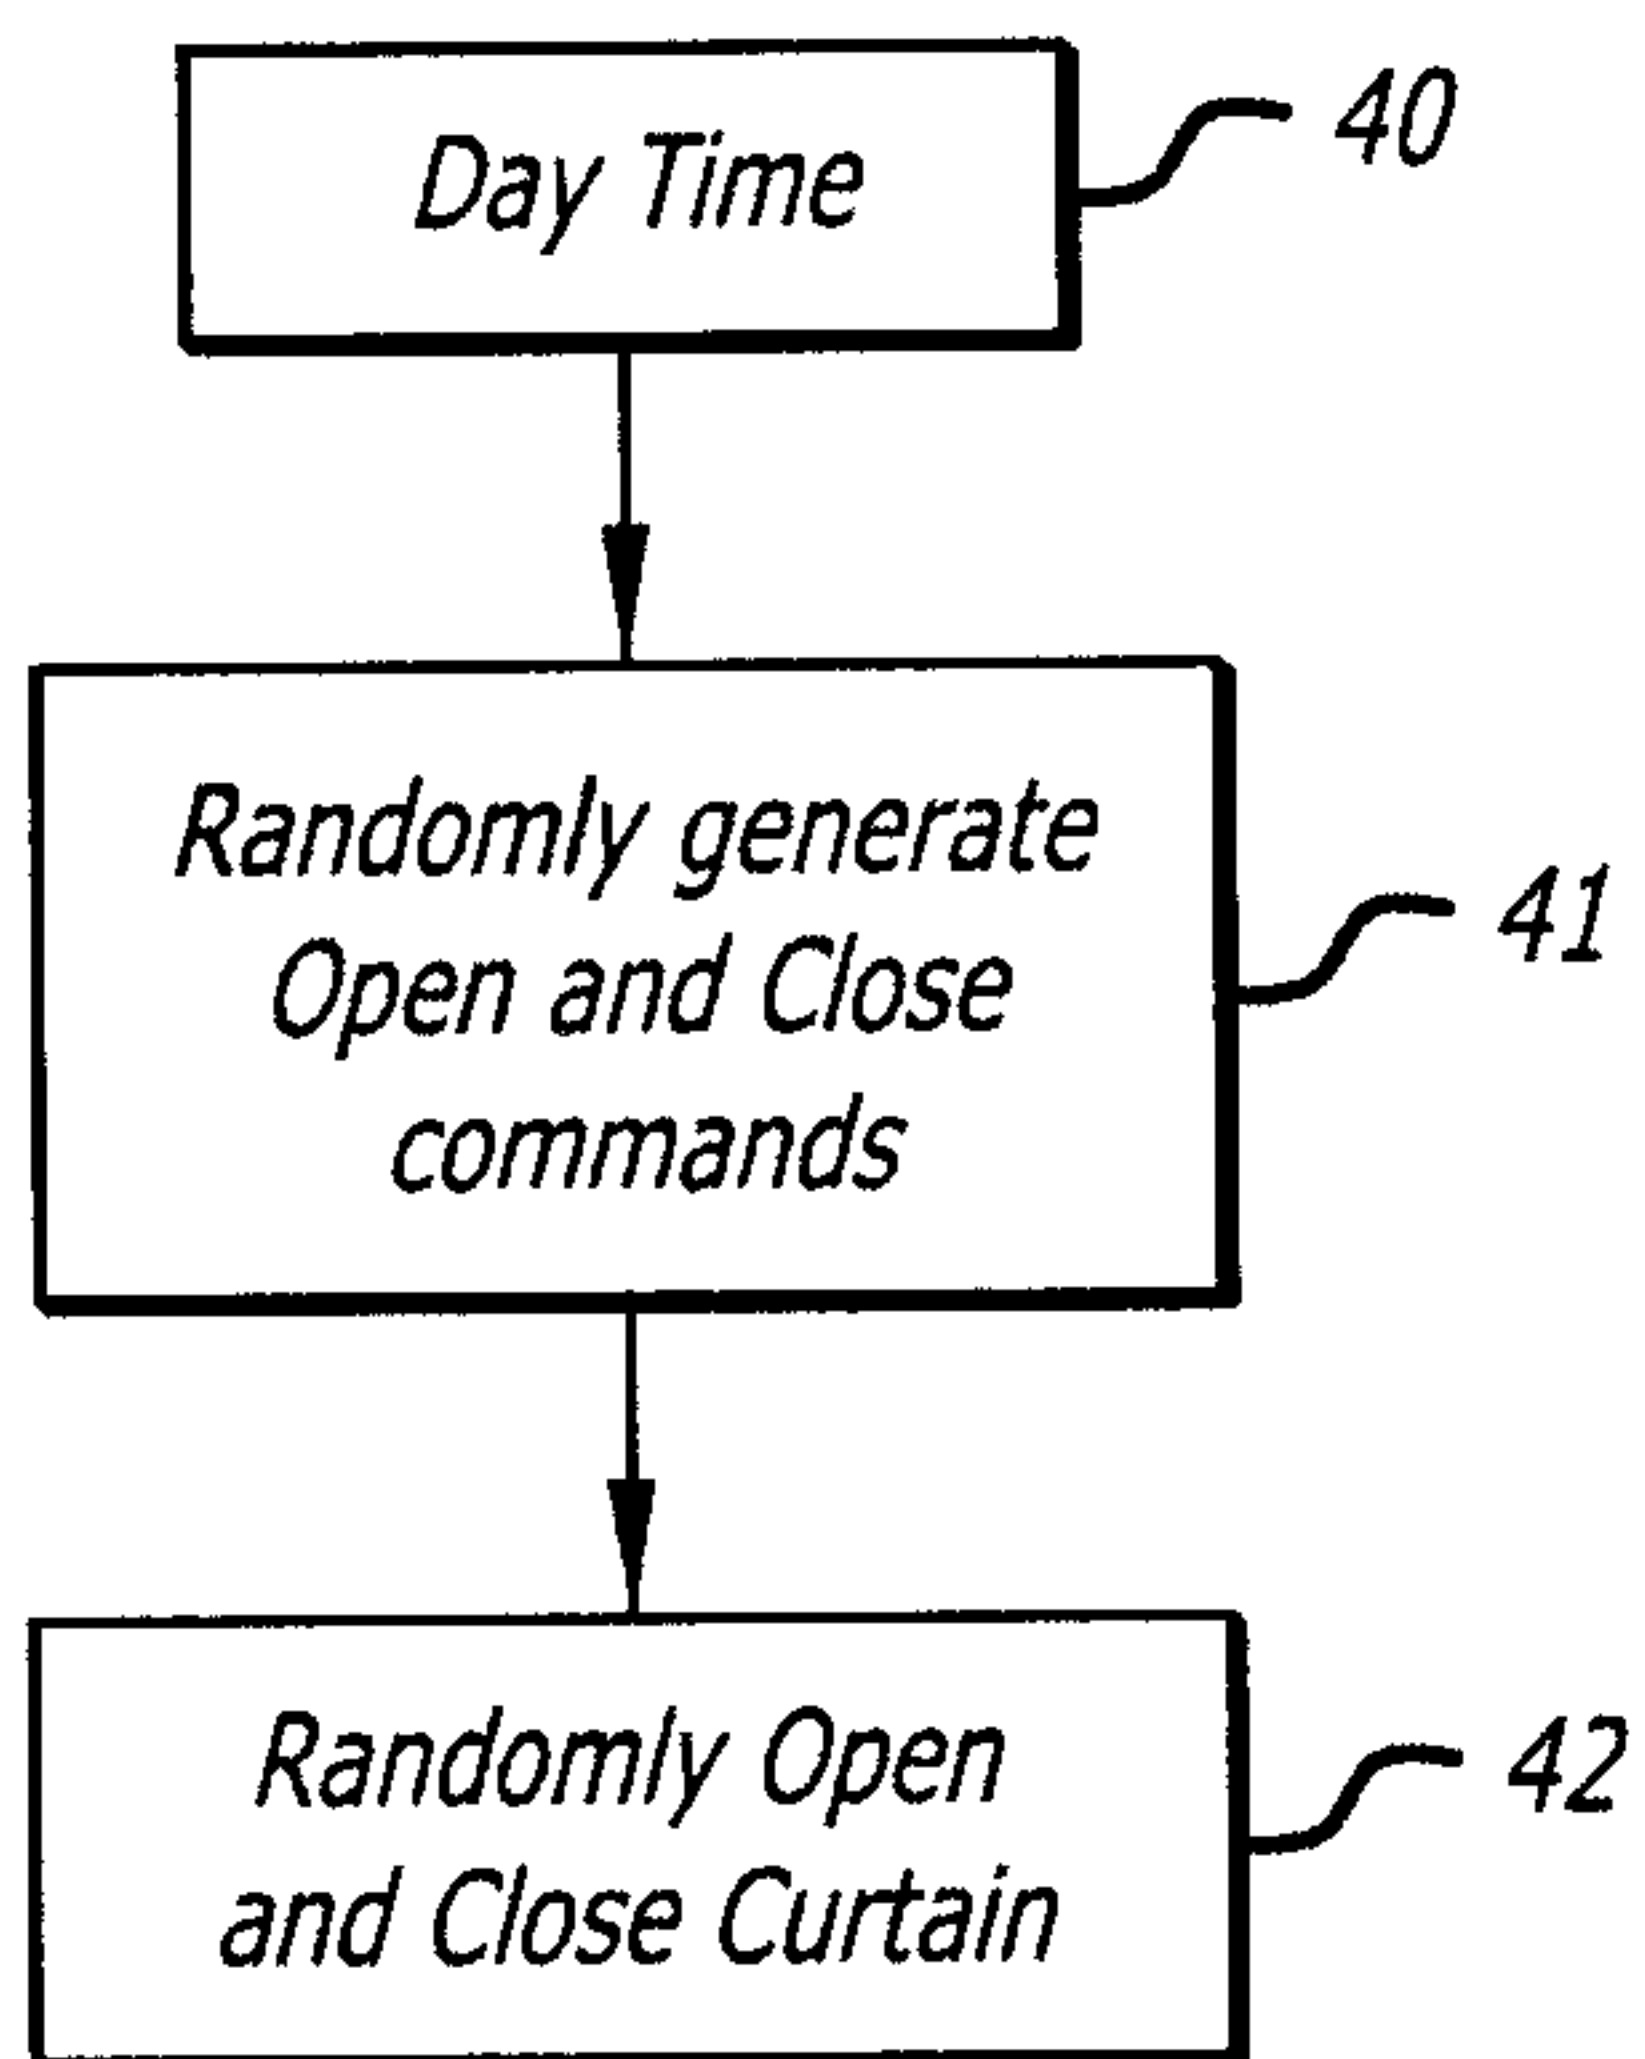 Day Time
40
Randomly generate
Open and Close
commands
41
Randomly Open
and Close Curtain
42